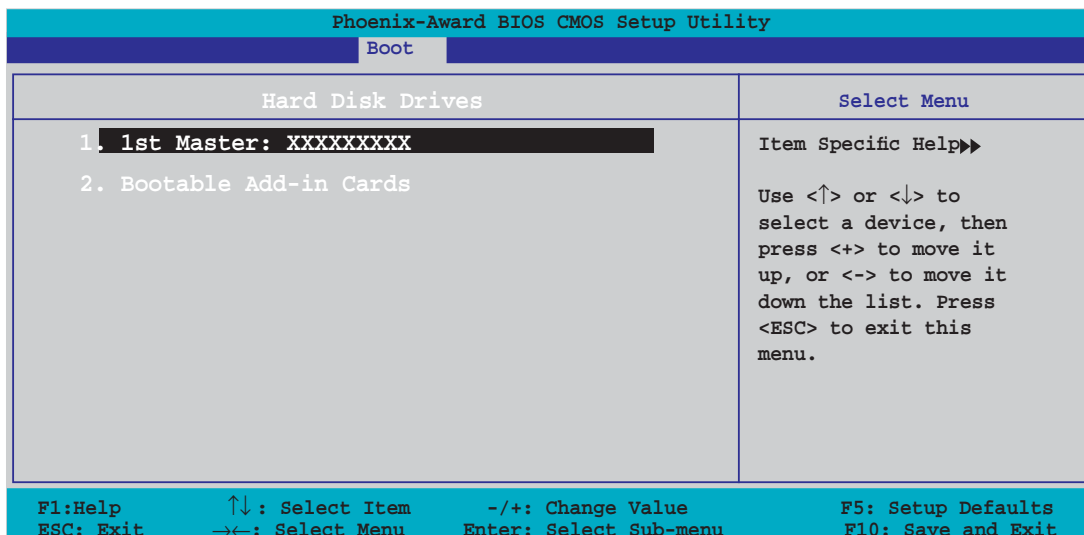 Phoenix-Award BIOS CMOS Setup Utility
Boot
Hard Disk Drives
Select Menu
1. 1st Master: XXXXXXXXX
2. Bootable Add-in Cards
Item Specific Help▶▶
Use <↑> or <↓> to
select a device, then
press <+> to move it
up, or <-> to move it
down the list. Press
<ESC> to exit this
menu.
F1:Help ↑↓: Select Item -/+: Change Value F5: Setup Defaults
ESC: Exit →←: Select Menu Enter: Select Sub-menu F10: Save and Exit